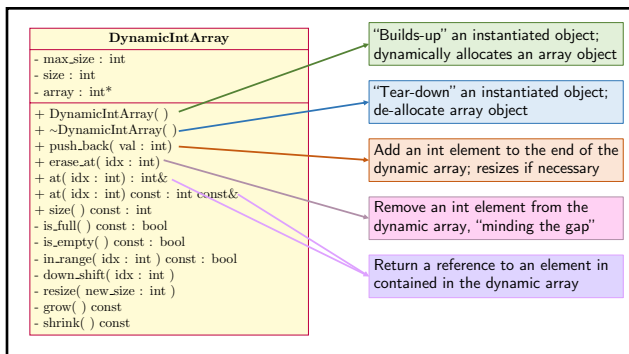 DynamicIntArray
- max_size : int
- size : int
- array : int*
+ DynamicIntArray( )
+ ~DynamicIntArray( )
+ push_back( val : int)
+ erase_at( idx : int)
+ at( idx : int) : int&
+ at( idx : int) const : int const&
+ size( ) const : int
- is_full( ) const : bool
- is_empty( ) const : bool
- in_range( idx : int) const : bool
- down_shift( idx : int )
- resize( new_size : int )
- grow( ) const
- shrink( ) const
“Builds-up” an instantiated object;
dynamically allocates an array object
“Tear-down” an instantiated object;
de-allocate array object
Add an int element to the end of the
dynamic array; resizes if necessary
Remove an int element from the
dynamic array, “minding the gap”
Return a reference to an element in
contained in the dynamic array